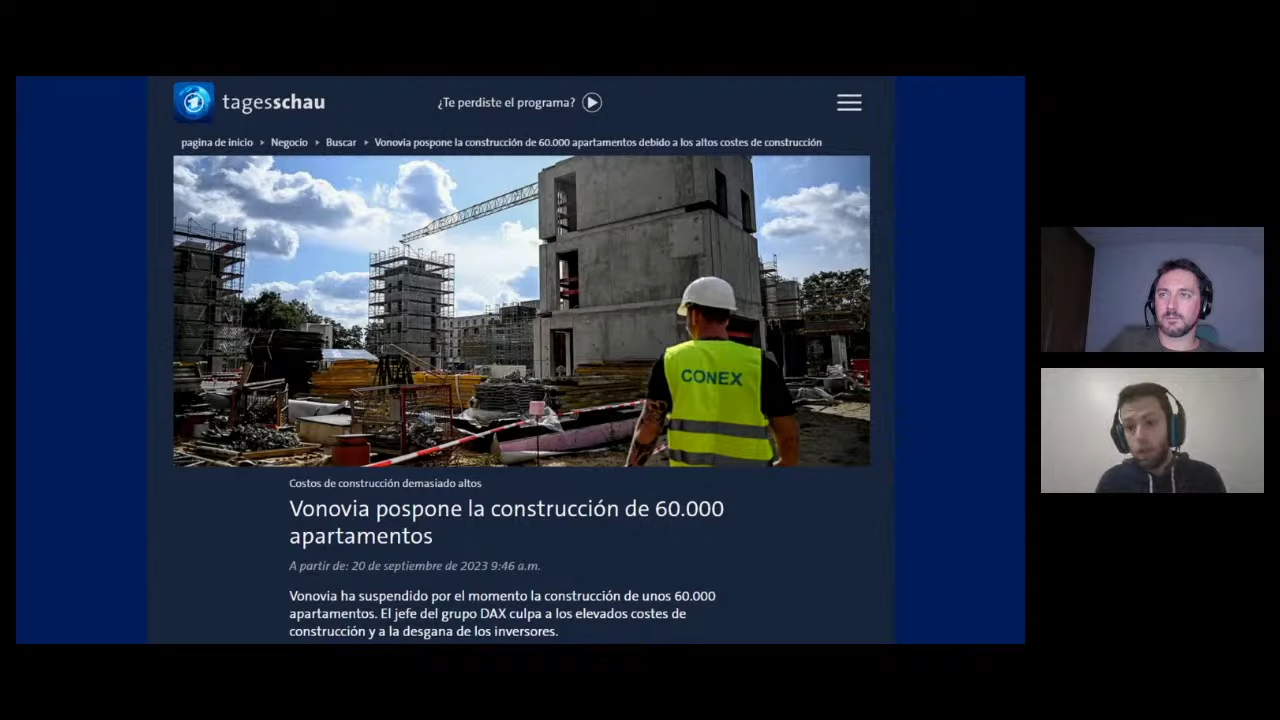 tagesschau
¿Te perdiste el programa?
pagina de inicio
Negocio
Buscar
Vonovia pospone la construcción de 60.000 apartamentos debido a los altos costes de construcción
CONEX
Costos de construcción demasiado altos
Vonovia pospone la construcción de 60.000
apartamentos
A partir de: 20 de septiembre de 2023 9:46 a.m.
Vonovia ha suspendido por el momento la construcción de unos 60.000
apartamentos. El jefe del grupo DAX culpa a los elevados costes de
construcción y a la desgana de los inversores.